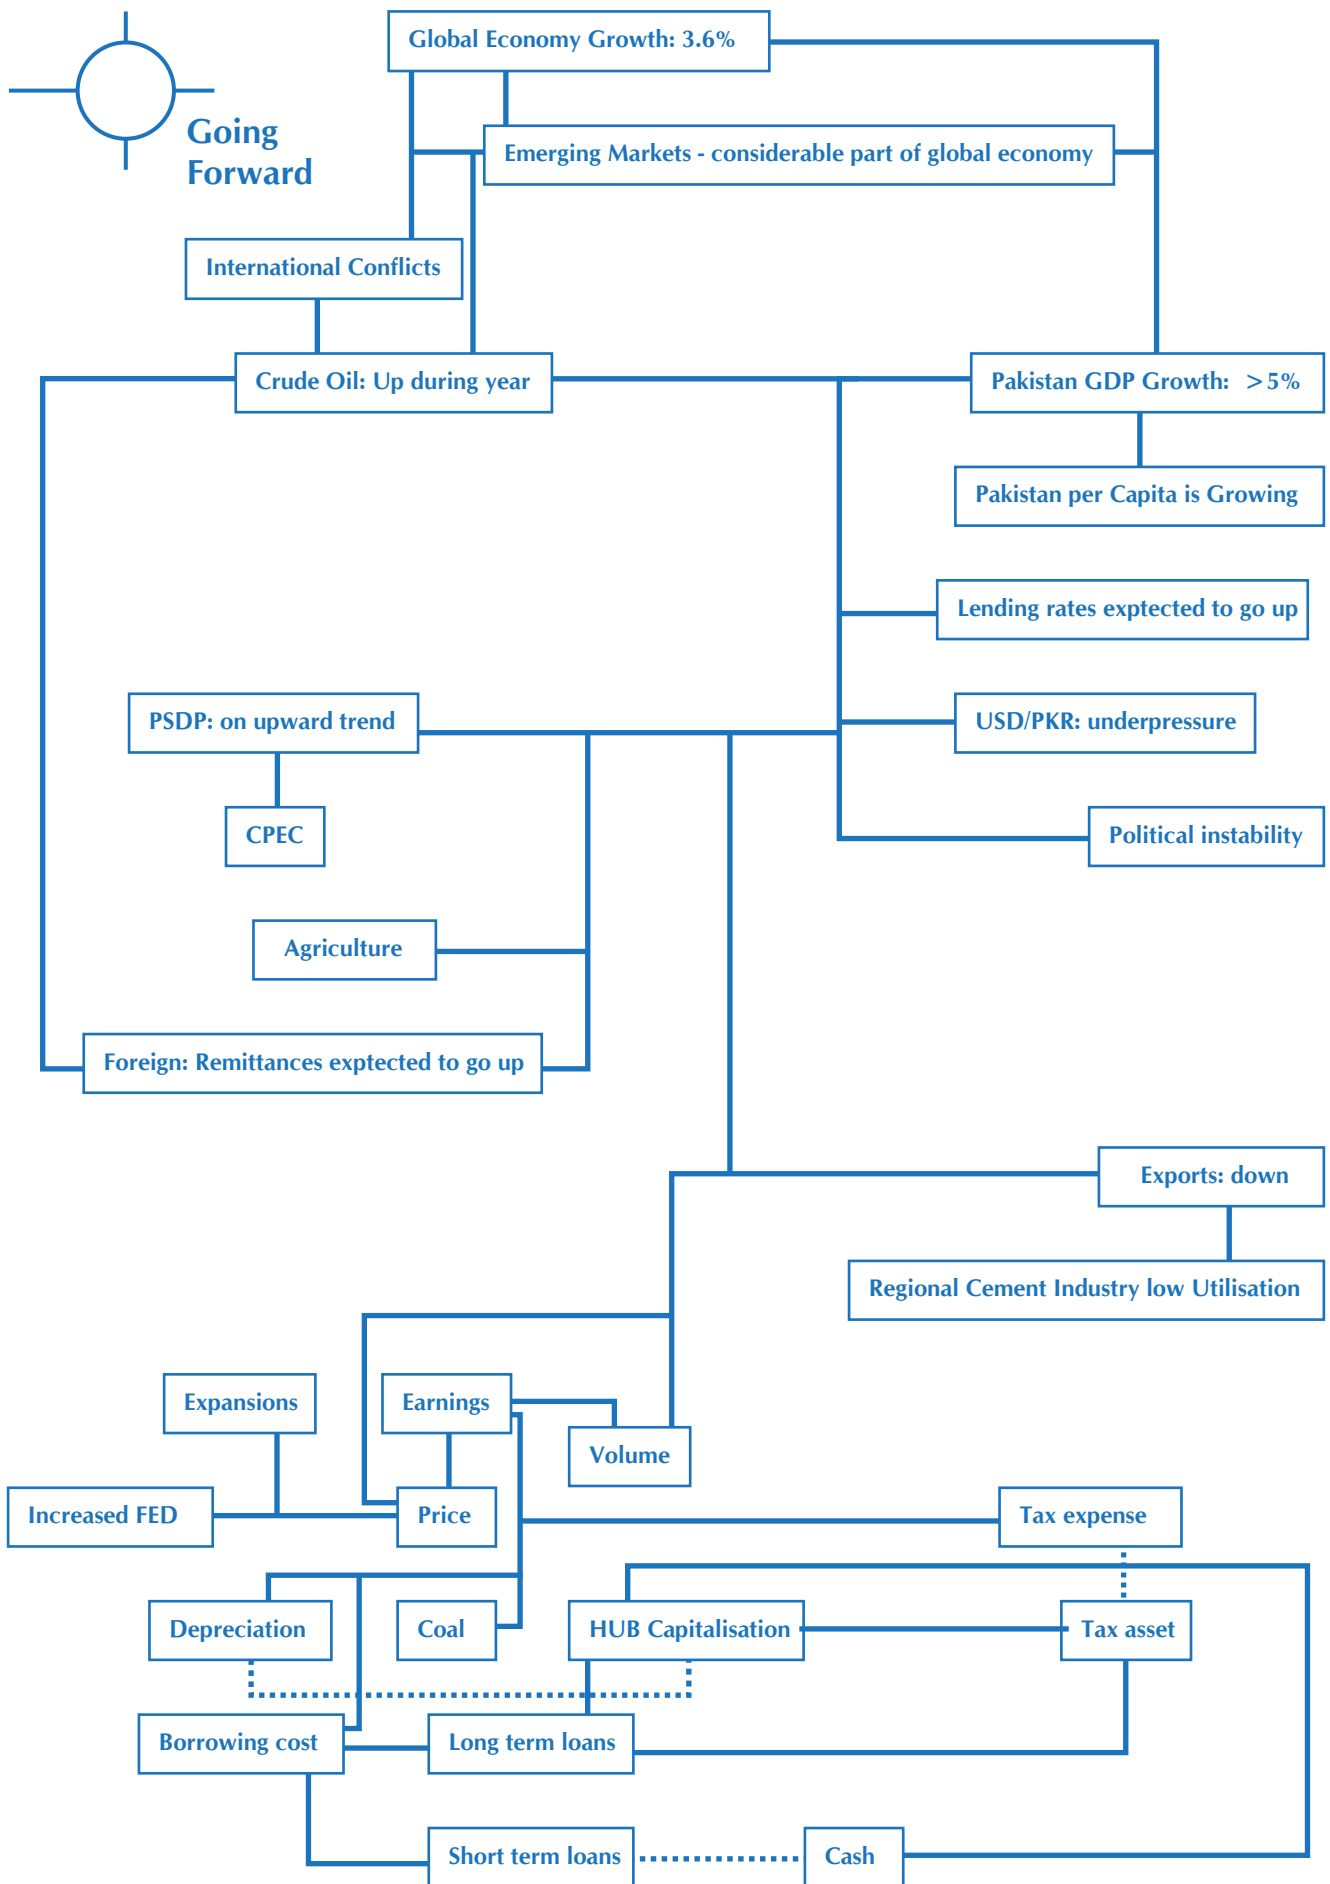 Global Economy Growth: 3.6%
Going
Forward
Emerging Markets - considerable part of global economy
International Conflicts
Crude Oil: Up during year
Pakistan GDP Growth: >5%
Pakistan per Capita is Growing
Lending rates exptected to go up
PSDP: on upward trend
USD/PKR: underpressure
CPEC
Political instability
Agriculture
Foreign: Remittances exptected to go up
Exports: down
Regional Cement Industry low Utilisation
Expansions
Earnings
Volume
Increased FED
Price
Tax expense
Depreciation
Coal
HUB Capitalisation
Tax asset
Borrowing cost
Long term loans
Short term loans
Cash